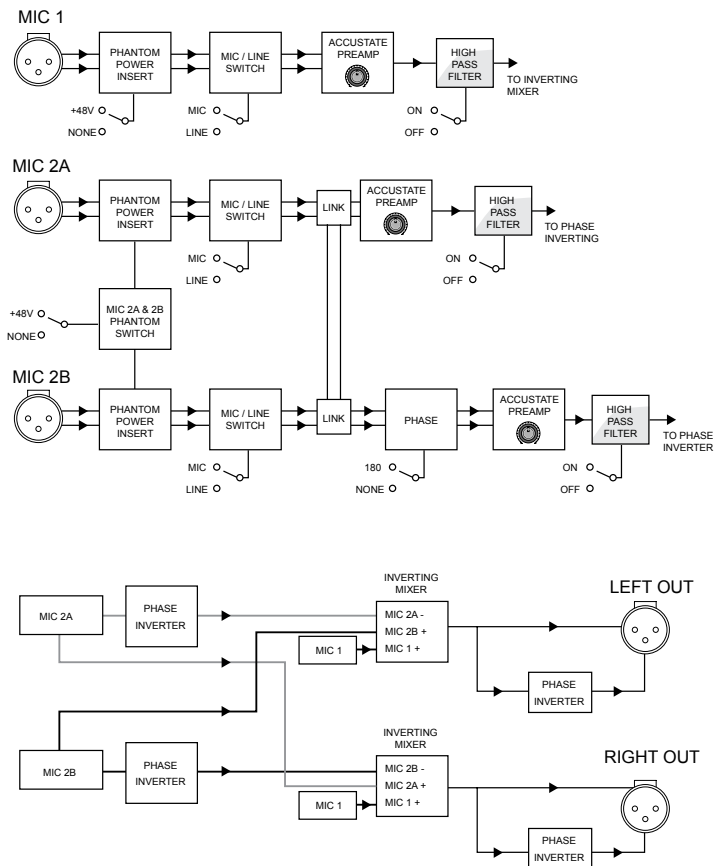 MIC 1
PHANTOM
POWER
INSERT
MIC / LINE
SWITCH
ACCUSTATE
PREAMP
HIGH
PASS
FILTER
TO INVERTING
MIXER
+48V
NONE
MIC
LINE
ON
OFF
MIC 2A
PHANTOM
POWER
INSERT
MIC / LINE
SWITCH
LINK
ACCUSTATE
PREAMP
HIGH
PASS
FILTER
TO PHASE
INVERTING
MIC
LINE
ON
OFF
+48V
NONE
MIC 2A & 2B
PHANTOM
SWITCH
MIC 2B
PHANTOM
POWER
INSERT
MIC / LINE
SWITCH
LINK
PHASE
ACCUSTATE
PREAMP
HIGH
PASS
FILTER
TO PHASE
INVERTER
MIC
LINE
180
NONE
ON
OFF
MIC 2A
PHASE
INVERTER
INVERTING
MIXER
MIC 2A -
MIC 2B +
MIC 1 +
MIC 1
LEFT OUT
PHASE
INVERTER
MIC 2B
PHASE
INVERTER
INVERTING
MIXER
MIC 2B -
MIC 2A +
MIC 1 +
MIC 1
RIGHT OUT
PHASE
INVERTER